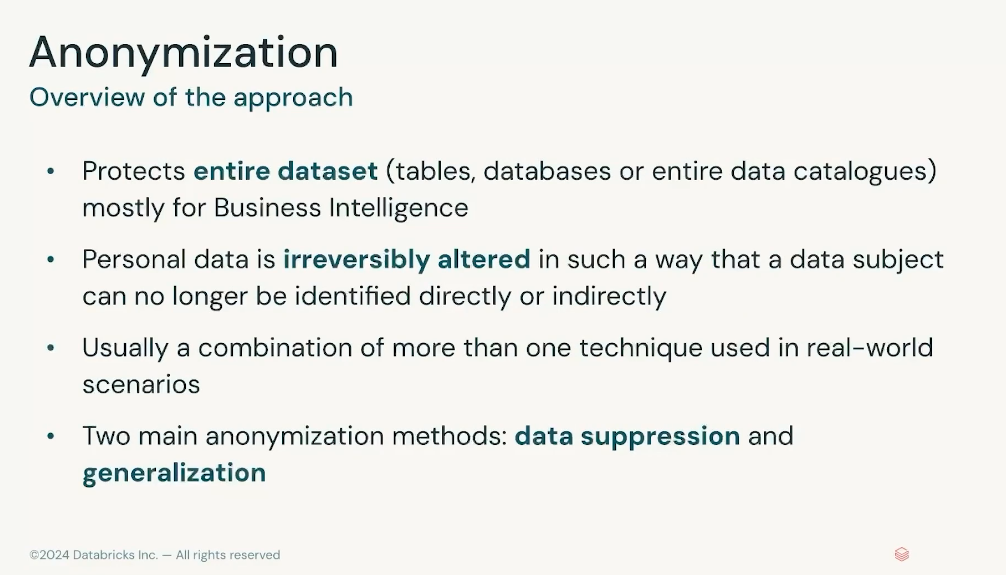 Anonymization
Overview of the approach
• Protects entire dataset (tables, databases or entire data catalogues)
mostly for Business Intelligence
• Personal data is irreversibly altered in such a way that a data subject
can no longer be identified directly or indirectly
• Usually a combination of more than one technique used in real-world
scenarios
• Two main anonymization methods: data suppression and
generalization
©2024 Databricks Inc. — All rights reserved